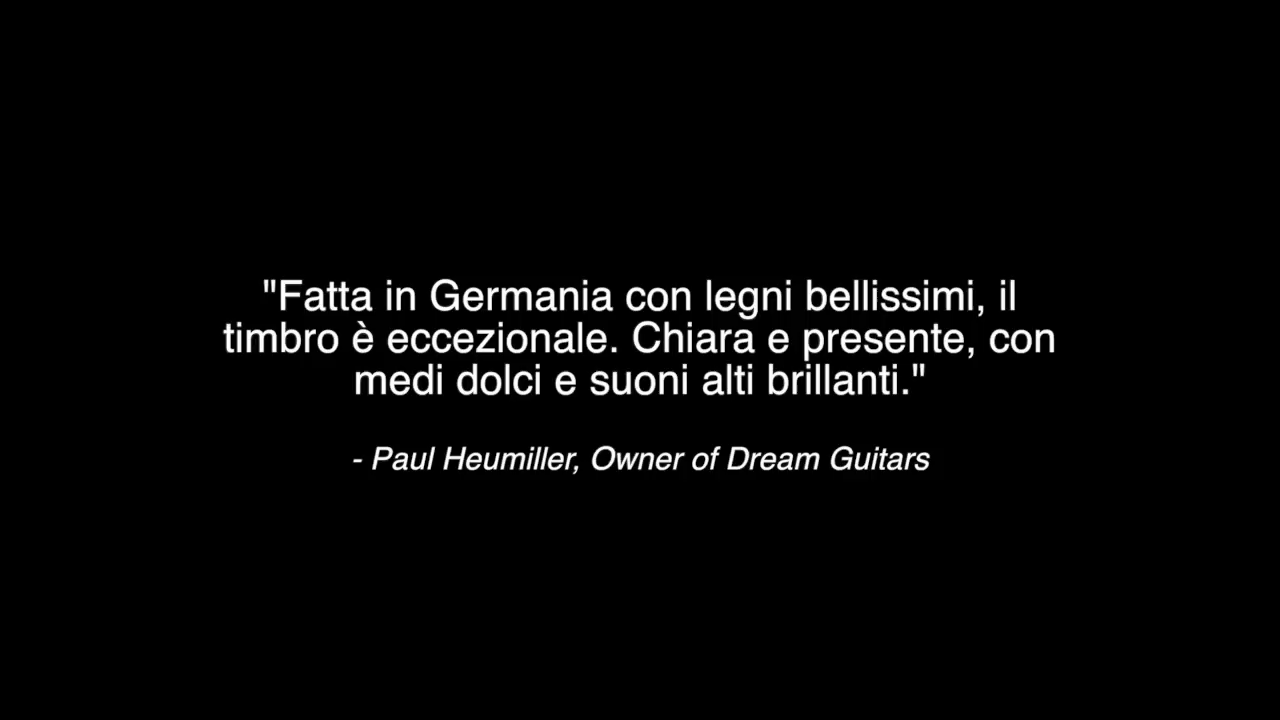 "Fatta in Germania con legni bellissimi, il
timbro è eccezionale. Chiara e presente, con
medi dolci e suoni alti brillanti."
- Paul Heumiller, Owner of Dream Guitars